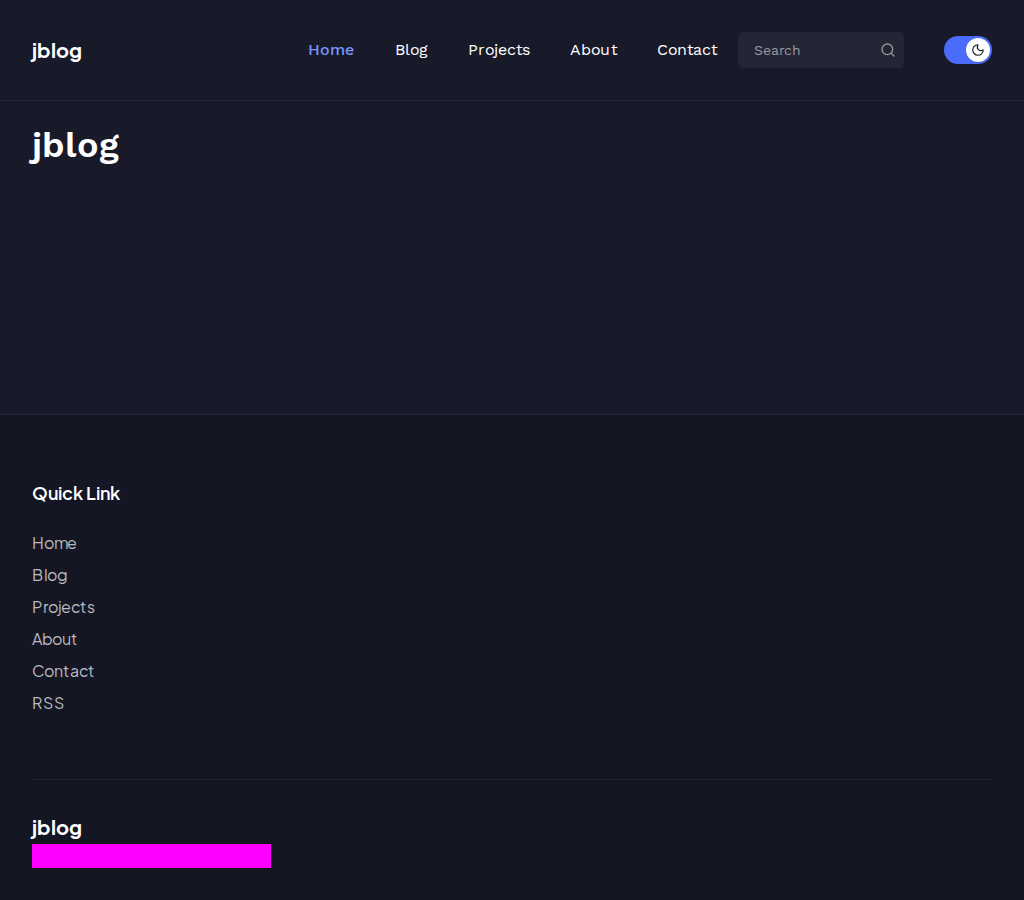 jblog
Home
Blog
Projects
About
Contact
Search
jblog
Quick Link
Home
Blog
Projects
About
Contact
RSS
jblog